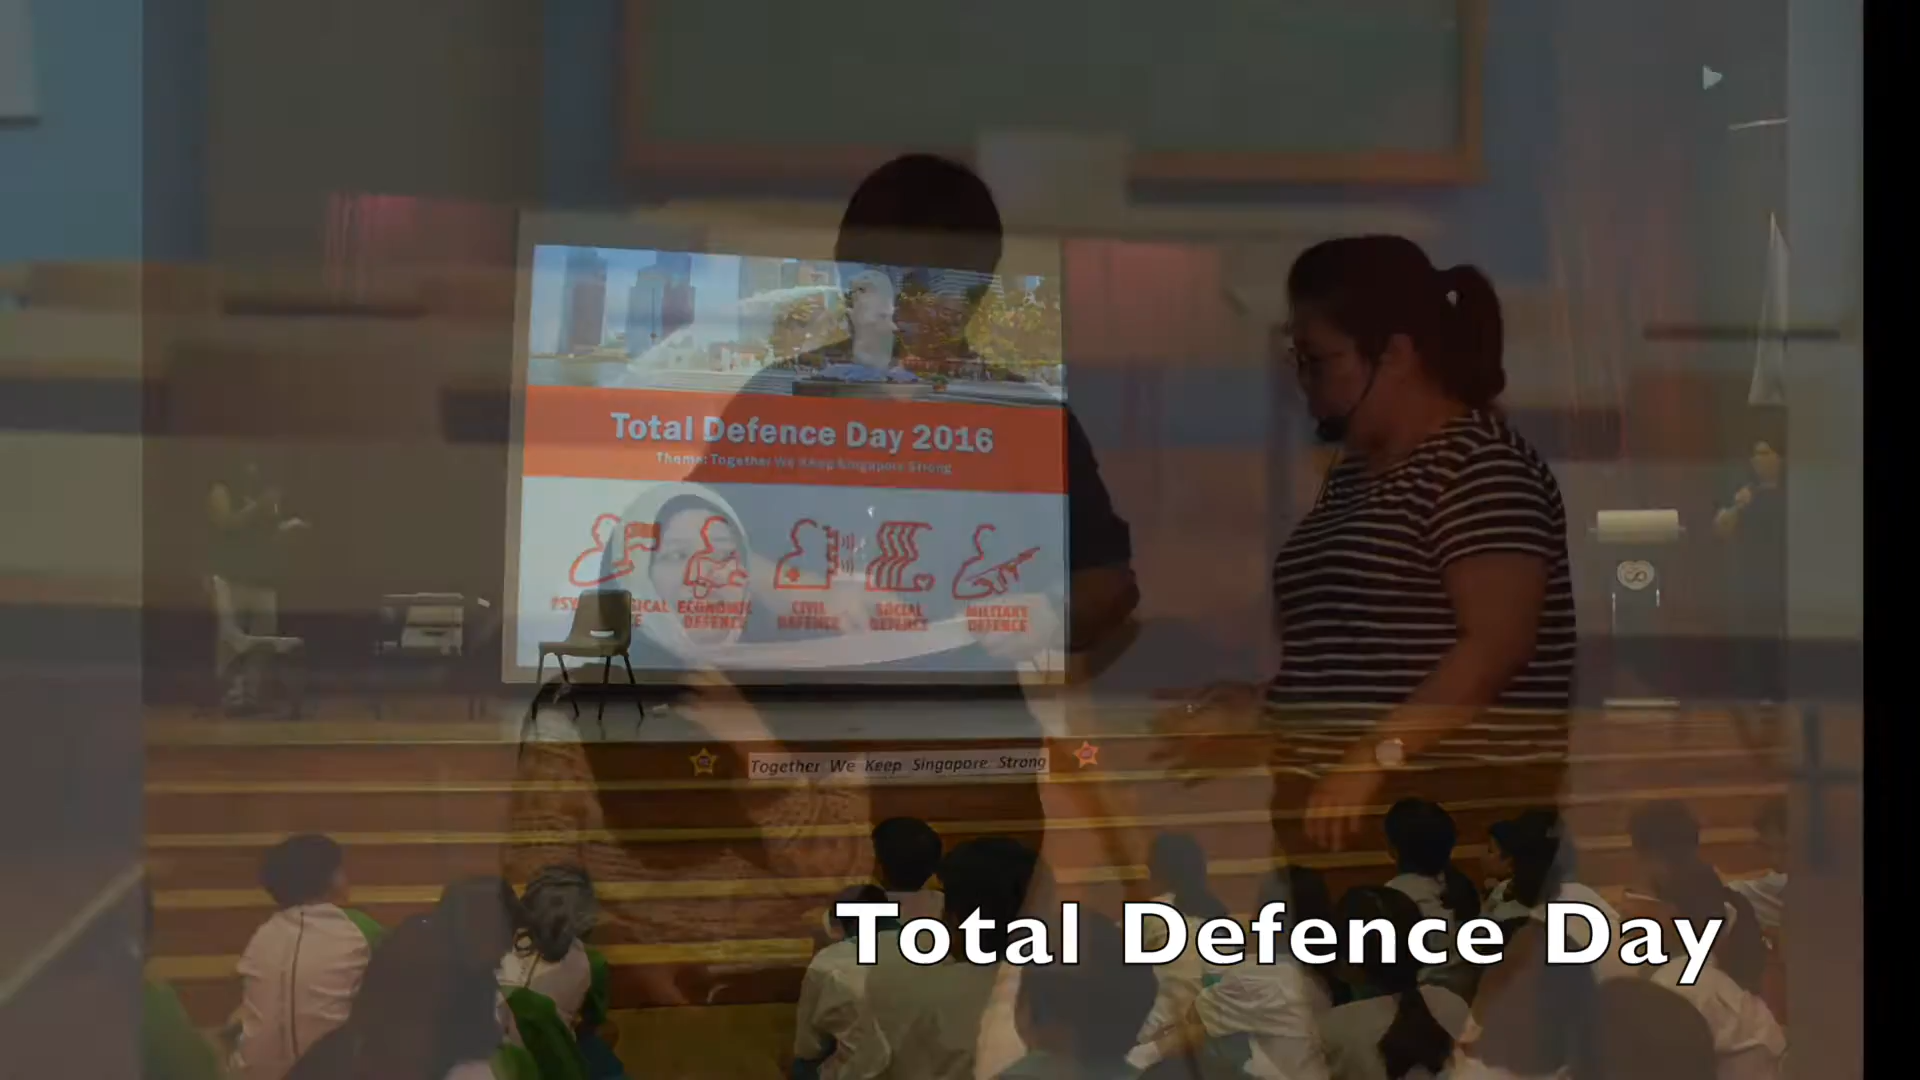 Total Defence Day 2016
Theme: Together We Keep Singapore Strong
ECONOMIC CIVIL SOCIAL MILITARY
DEFENCE DEFENCE DEFENCE DEFENCE
Together We Keep Singapore Strong
Total Defence Day